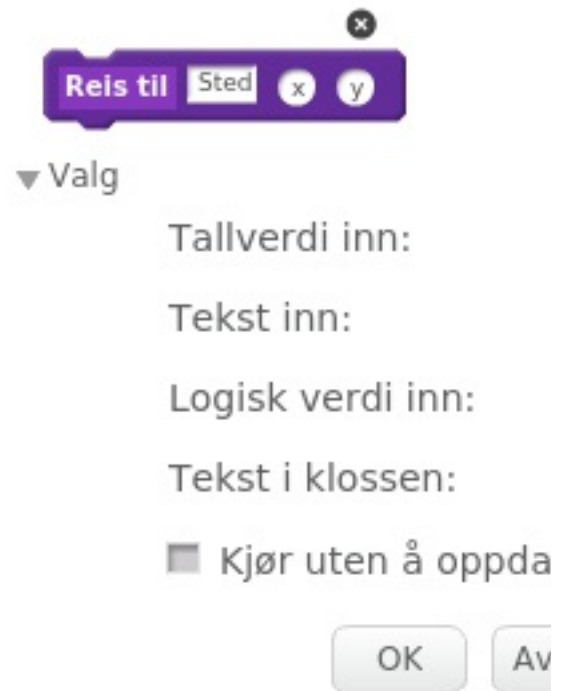 Reis til Sted x y
Valg
Tallverdi inn:
Tekst inn:
Logisk verdi inn:
Tekst i klossen:
Kjør uten å oppda
OK Av